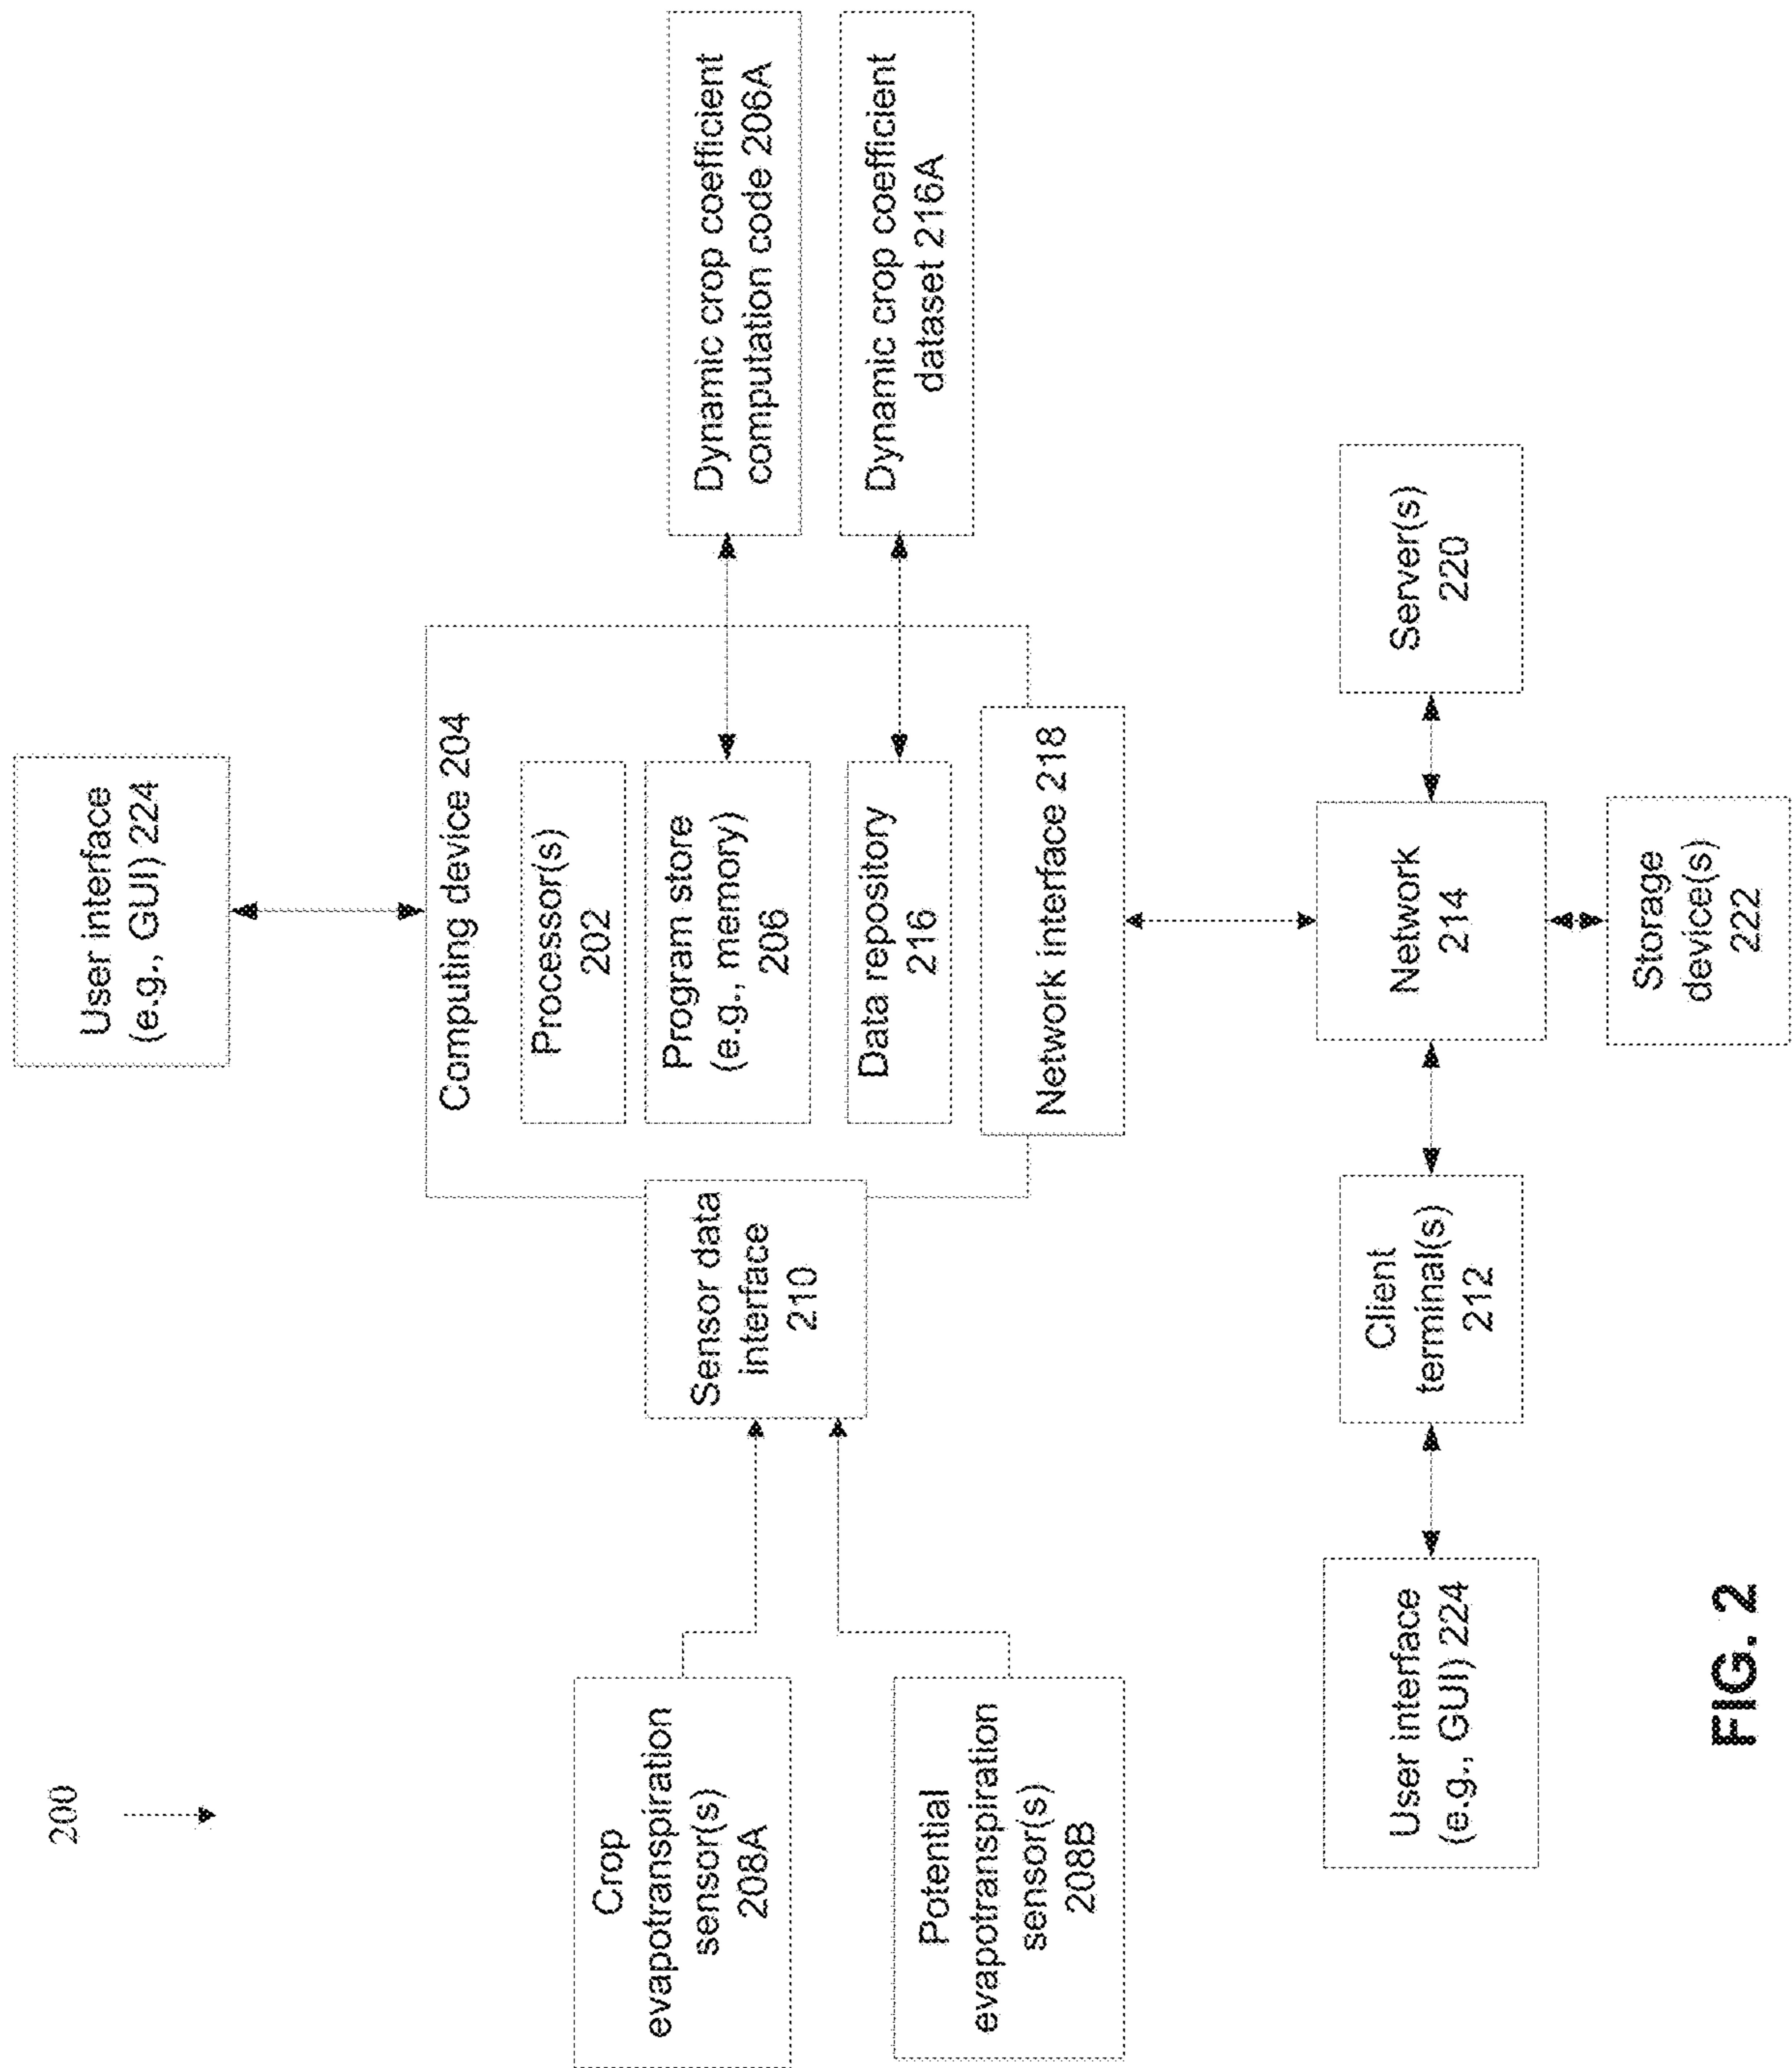 200
User interface
(e.g., GUI) 224
Computing device 204
Processor(s)
202
Program store
(e.g., memory)
206
Data repository
216
Network interface 218
Dynamic crop coefficient
computation code 206A
Dynamic crop coefficient
dataset 216A
Sensor data
interface
210
Crop
evapotranspiration
sensor(s)
208A
Potential
evapotranspiration
sensor(s)
208B
User interface
(e.g., GUI) 224
Client
terminal(s)
212
Network
214
Server(s)
220
Storage
device(s)
222
FIG. 2